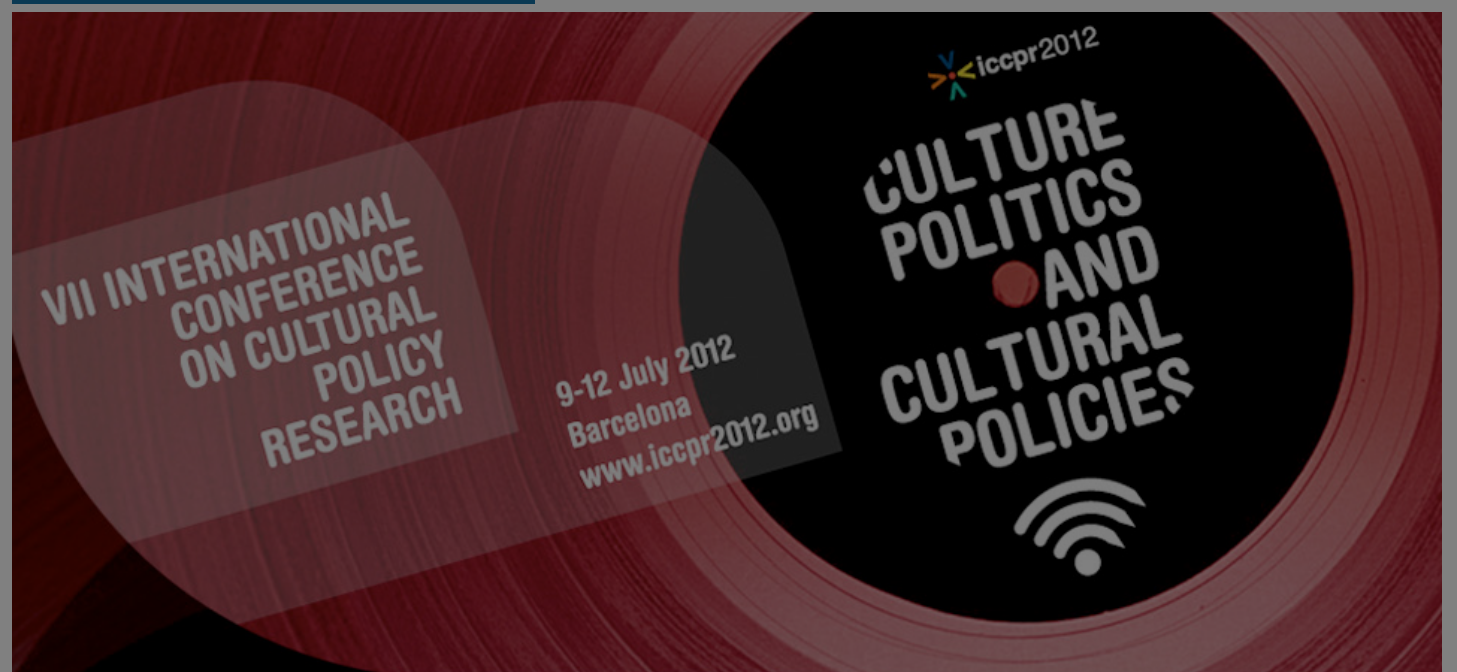 VII INTERNATIONAL
CONFERENCE
ON CULTURAL
POLICY
RESEARCH
9-12 July 2012
Barcelona
www.iccpr2012.org
iccpr2012
CULTURE
POLITICS
AND
CULTURAL
POLICIES